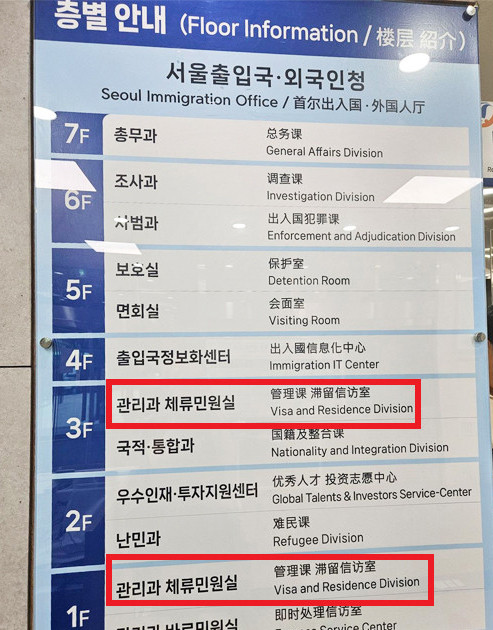 층별 안내 (Floor Information / 楼层 紹介)
서울출입국·외국인청
Seoul Immigration Office / 首尔出入国·外国人厅
7F 총무과 总务课
General Affairs Division
6F 조사과 调查课
Investigation Division
사범과 出入国犯罪课
Enforcement and Adjudication Division
5F 보호실 保护室
Detention Room
면회실 会面室
Visiting Room
4F 출입국정보화센터 出入國信息化中心
Immigration IT Center
3F 관리과 체류민원실 管理课 滞留信访室
Visa and Residence Division
국적·통합과 国籍及整合课
Nationality and Integration Division
2F 우수인재·투자지원센터 优秀人才 投资志愿中心
Global Talents & Investors Service-Center
난민과 难民课
Refugee Division
1F 관리과 체류민원실 管理课 滞留信访室
Visa and Residence Division
即时处理信访室
Service Center